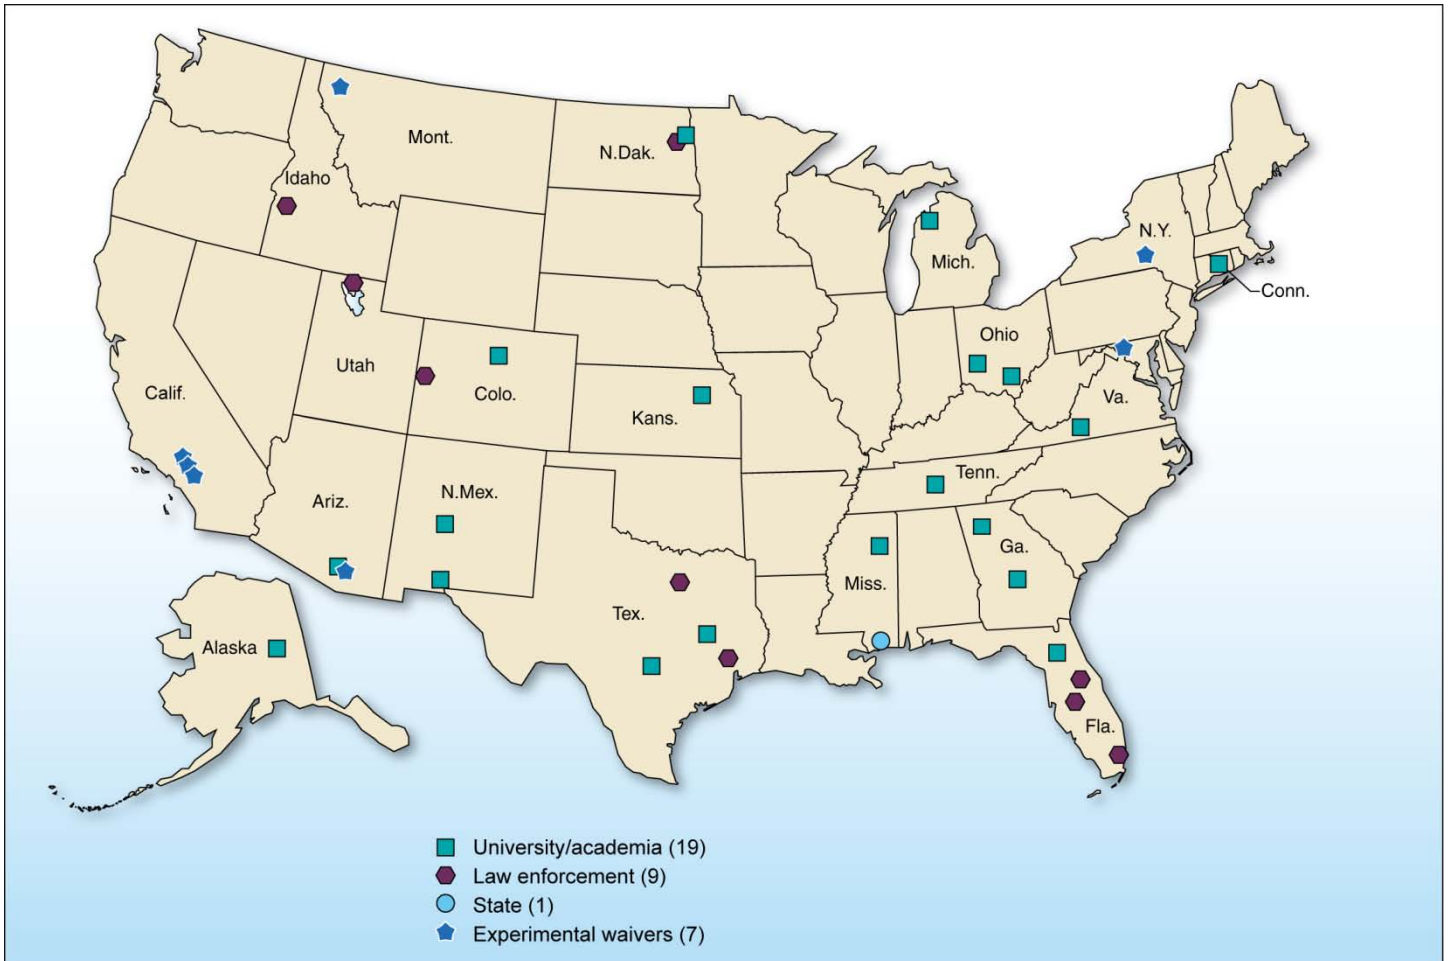 Mont.
N.Dak.
Idaho
N.Y.
Mich.
Conn.
Ohio
Utah
Calif.
Colo.
Va.
Kans.
Tenn.
N.Mex.
Ariz.
Ga.
Miss.
Tex.
Alaska
Fla.
University/academia (19)
Law enforcement (9)
State (1)
Experimental waivers (7)